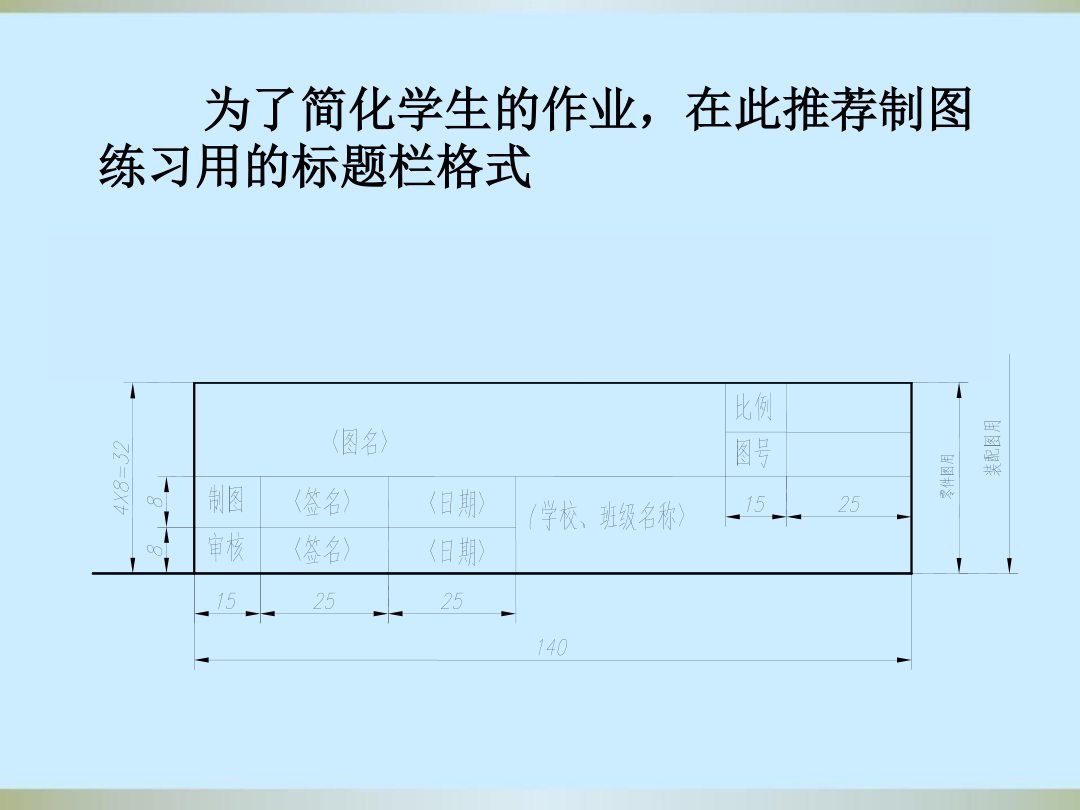 为了简化学生的作业，在此推荐制图
练习用的标题栏格式
比例
〈图名〉
图号
4X8=32
8
制图 〈签名〉 〈日期〉
(学校、班级名称〉
15 25
零件图用
装配图用
8
审核 〈签名〉 〈日期〉
15 25 25
140